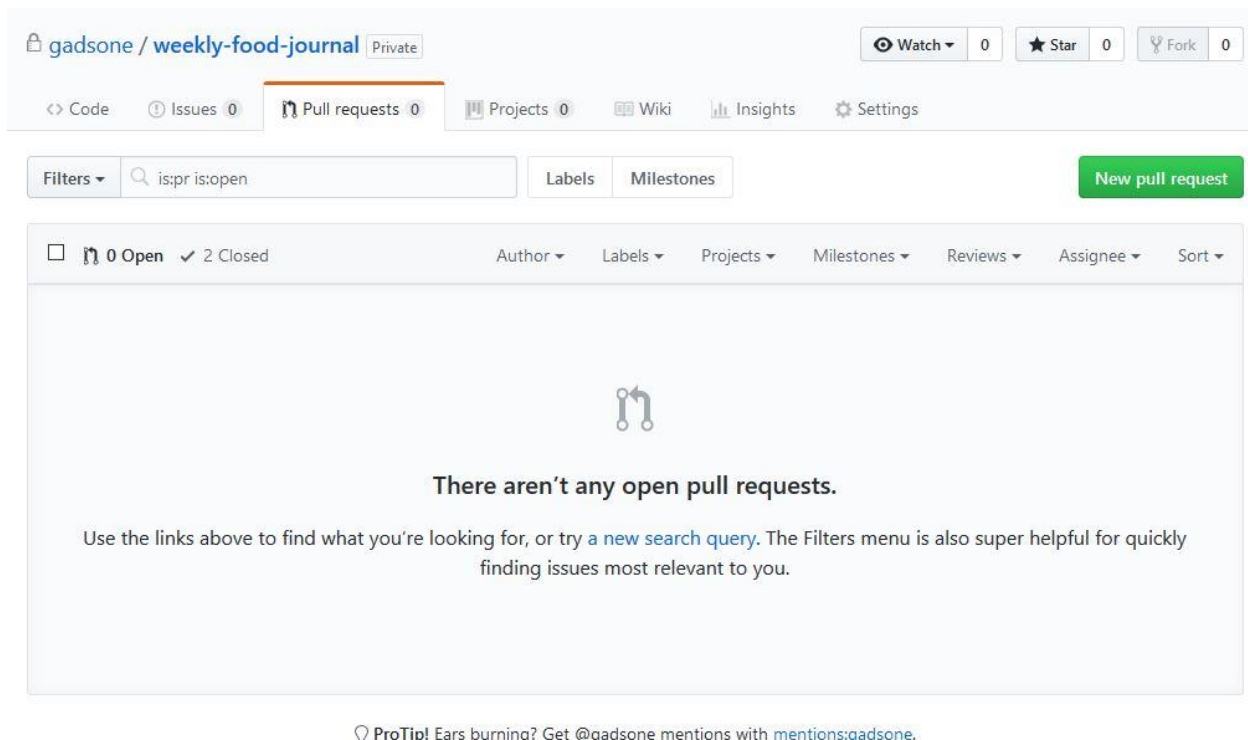 gadsone / weekly-food-journal Private Watch 0 Star 0 Fork 0
<> Code Issues 0 Pull requests 0 Projects 0 Wiki Insights Settings
Filters is:pr is:open Labels Milestones New pull request
0 Open 2 Closed Author Labels Projects Milestones Reviews Assignee Sort
There aren’t any open pull requests.
Use the links above to find what you’re looking for, or try a new search query. The Filters menu is also super helpful for quickly
finding issues most relevant to you.
ProTip! Ears burning? Get @gadsone mentions with mentions:gadsone.